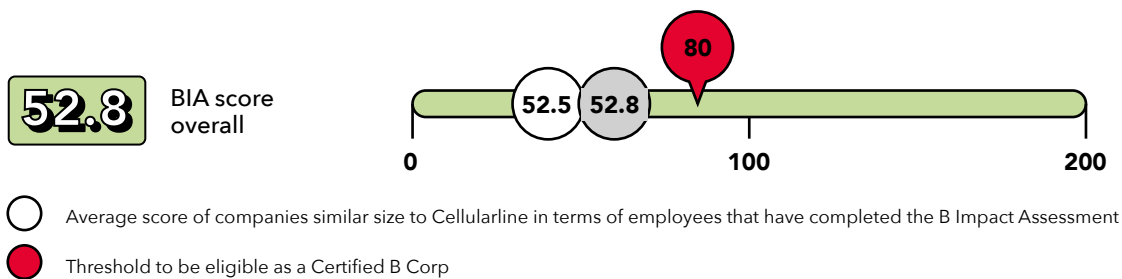 80
52.8
BIA score
overall
52.5
52.8
0
100
200
Average score of companies similar size to Cellularline in terms of employees that have completed the B Impact Assessment
Threshold to be eligible as a Certified B Corp